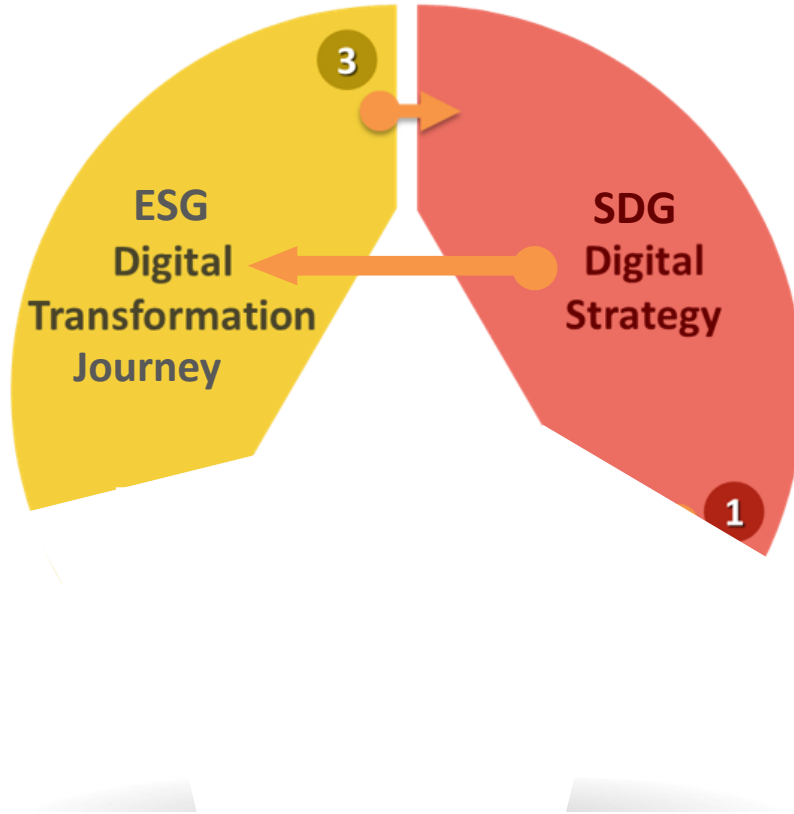 3
ESG
Digital
Transformation
Journey
SDG
Digital
Strategy
1